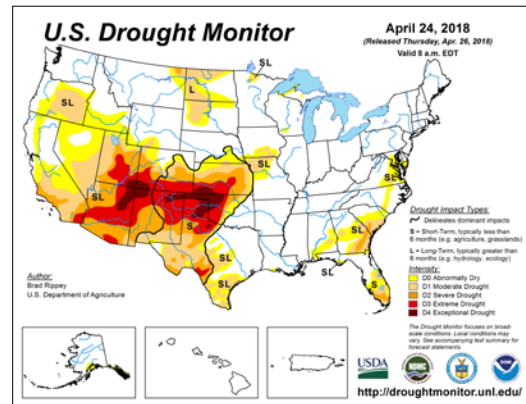 U.S. Drought Monitor
April 24, 2018
(Released Thursday, Apr. 26, 2018)
Valid 8 a.m. EDT
SL
SL
L
SL
SL
SL
S
SL
SL
SL
SL
S
Drought Impact Types:
Delineates dominant impacts
S = Short-Term, typically less than
6 months (e.g. agriculture, grasslands)
L = Long-Term, typically greater than
6 months (e.g. hydrology, ecology)
Intensity:
D0 Abnormally Dry
D1 Moderate Drought
D2 Severe Drought
D3 Extreme Drought
D4 Exceptional Drought
Author:
Brad Rippey
U.S. Department of Agriculture
The Drought Monitor focuses on broad-
scale conditions. Local conditions may
vary. See accompanying text summary for
forecast statements.
USDA
NDMC
NOAA
http://droughtmonitor.unl.edu/